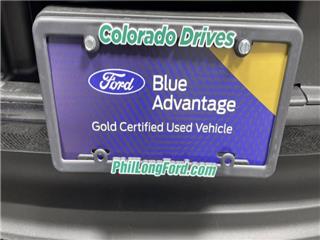 Colorado Drives
Ford
Blue
Advantage
Gold Certified Used Vehicle
PhilLongFord.com